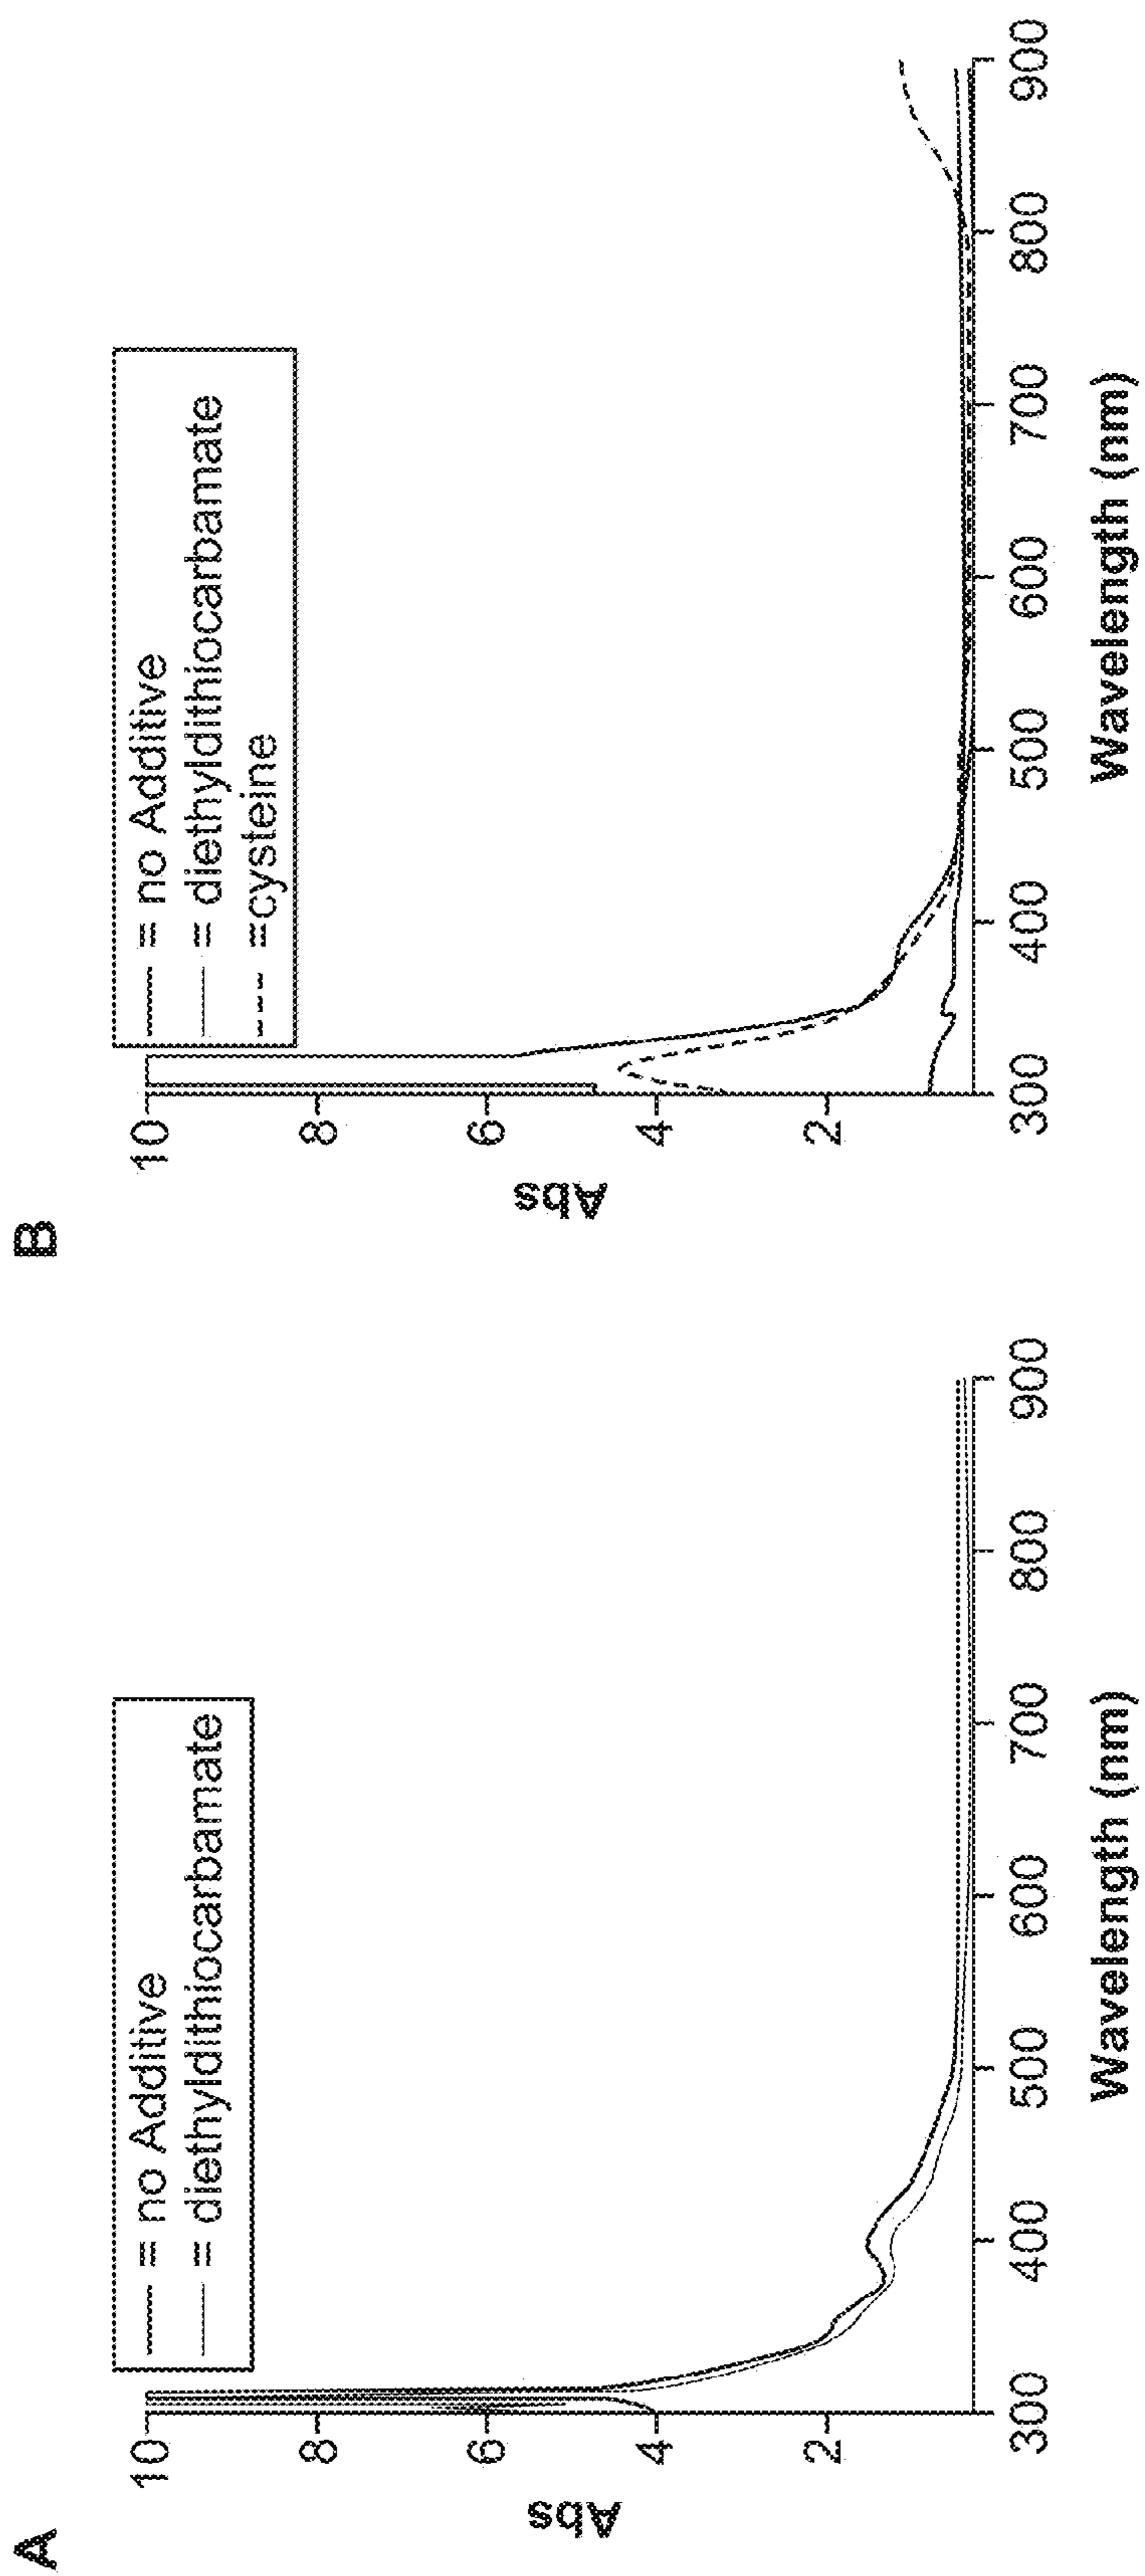 A
Abs
10
8
6
4
2
= no Additive
= diethyldithiocarbamate
300 400 500 600 700 800 900
Wavelength (nm)
B
Abs
10
8
6
4
2
= no Additive
= diethyldithiocarbamate
=cysteine
300 400 500 600 700 800 900
Wavelength (nm)